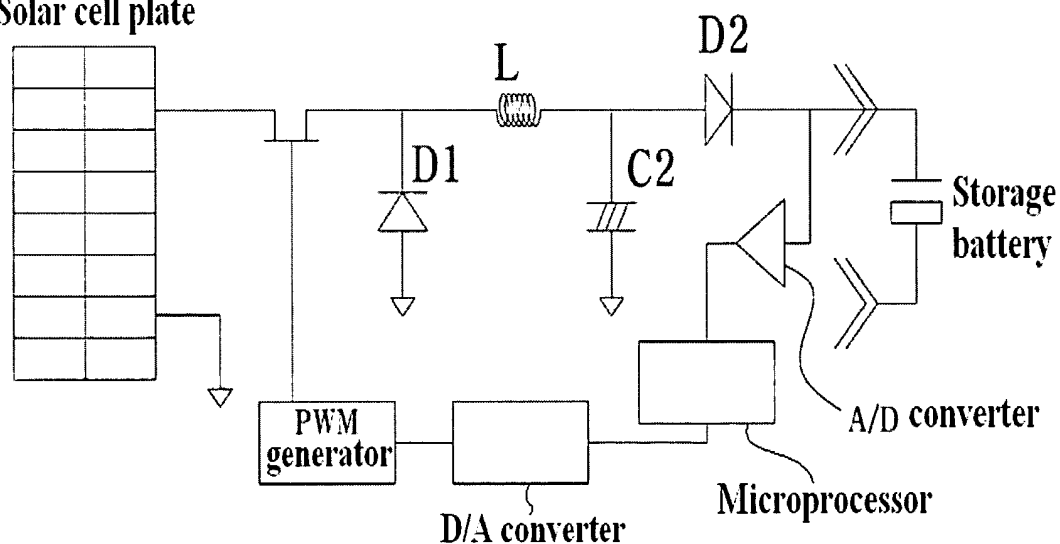 Solar cell plate
D2
L
D1
C2
Storage
battery
A/D converter
PWM
generator
Microprocessor
D/A converter